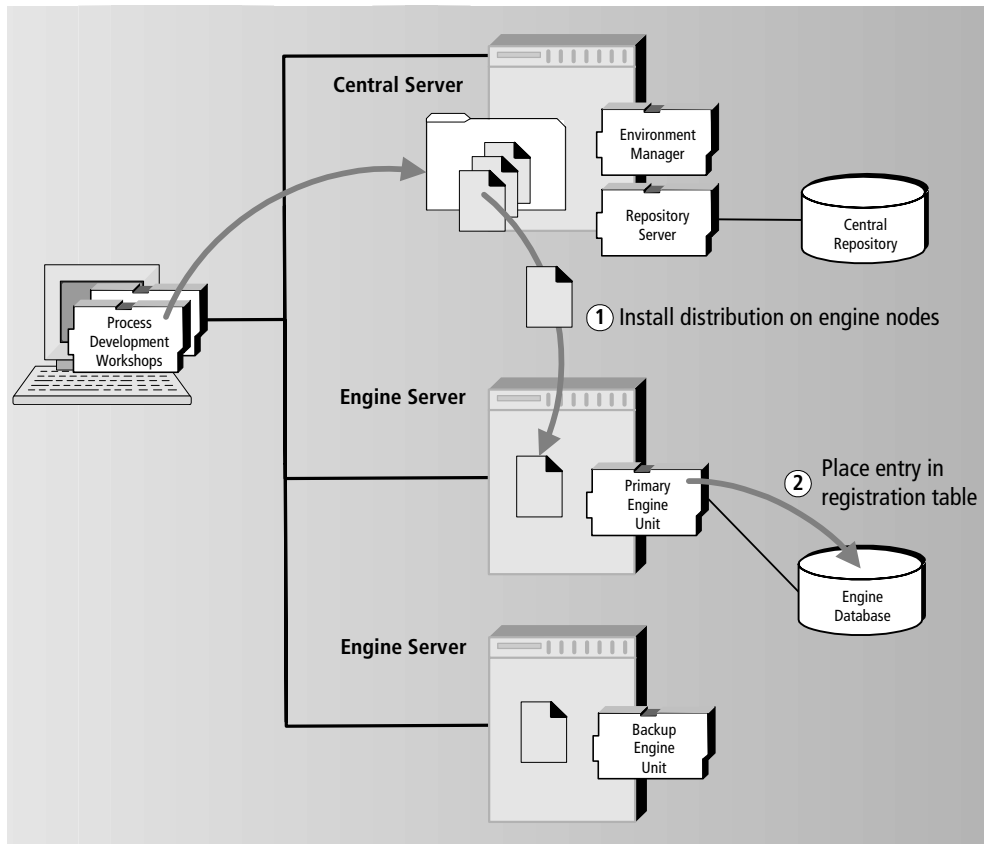 Central Server
Environment
Manager
Repository
Server
Central
Repository
Process
Development
Workshops
1 Install distribution on engine nodes
Engine Server
Primary
Engine
Unit
2 Place entry in
registration table
Engine
Database
Engine Server
Backup
Engine
Unit